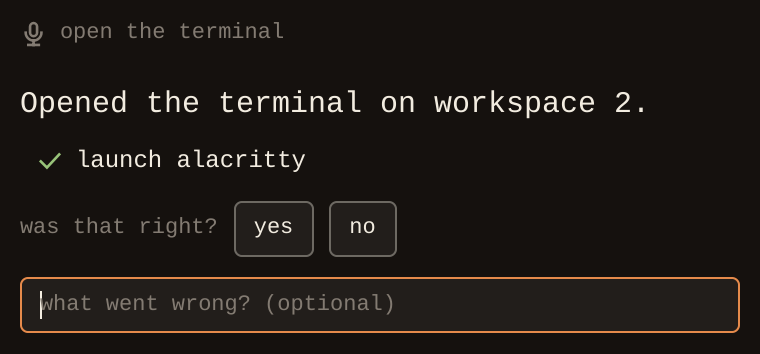 open the terminal
Opened the terminal on workspace 2.
launch alacritty
was that right? yes no
what went wrong? (optional)